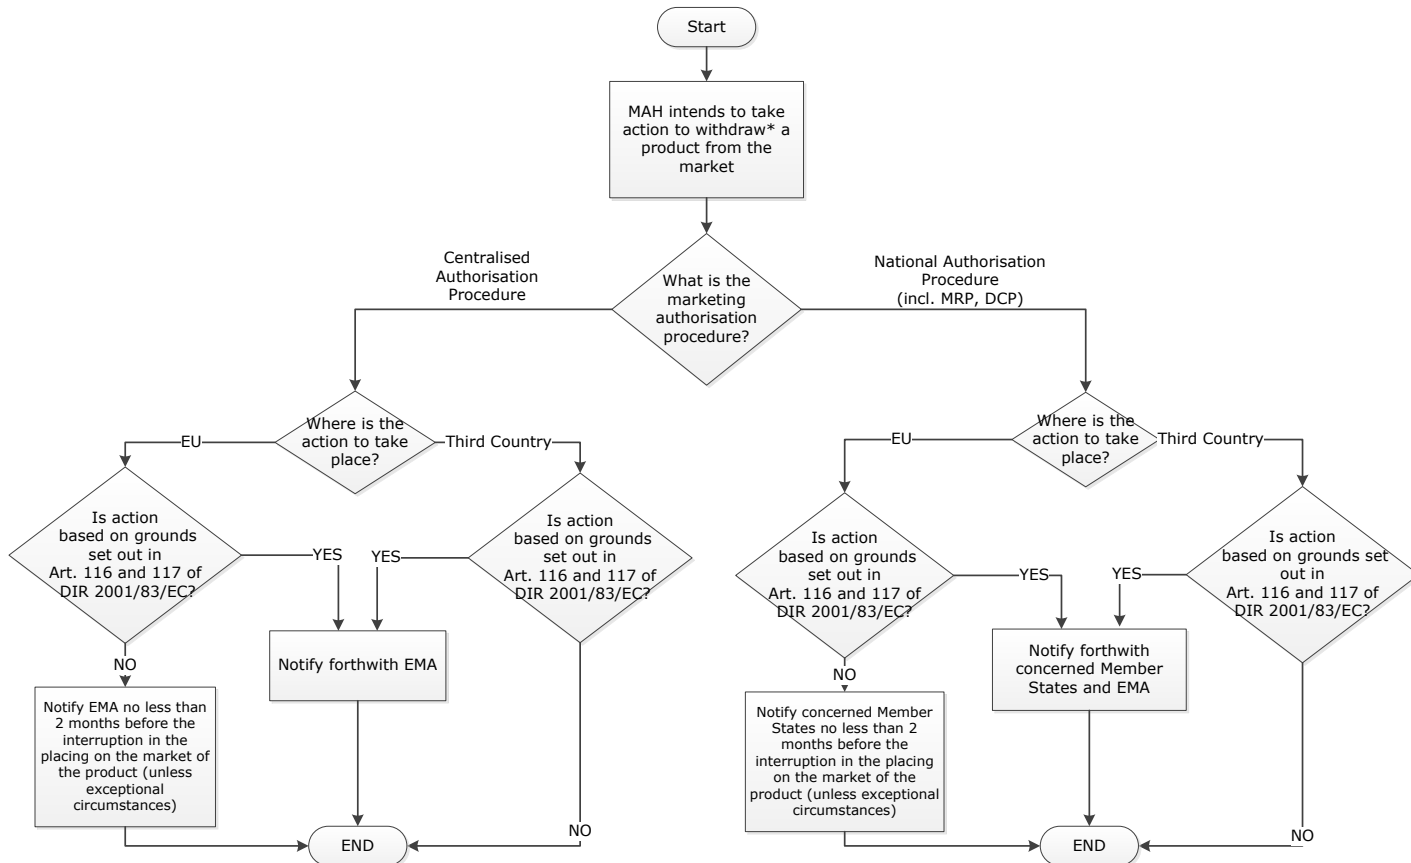 Start
MAH intends to take
action to withdraw* a
product from the
market
Centralised
Authorisation
Procedure
What is the
marketing
authorisation
procedure?
National Authorisation
Procedure
(incl. MRP, DCP)
Where is the
action to take
place?
EU
Third Country
Where is the
action to take
place?
EU
Third Country
Is action
based on grounds
set out in
Art. 116 and 117 of
DIR 2001/83/EC?
YES
YES
Is action
based on grounds
set out in
Art. 116 and 117 of
DIR 2001/83/EC?
Is action
based on grounds
set out in
Art. 116 and 117 of
DIR 2001/83/EC?
YES
YES
Is action
based on grounds set
out in
Art. 116 and 117 of
DIR 2001/83/EC?
NO
Notify forthwith EMA
NO
Notify forthwith
concerned Member
States and EMA
Notify EMA no less than
2 months before the
interruption in the
placing on the market of
the product (unless
exceptional
circumstances)
Notify concerned Member
States no less than 2
months before the
interruption in the placing
on the market of the
product (unless exceptional
circumstances)
NO
NO
END
END